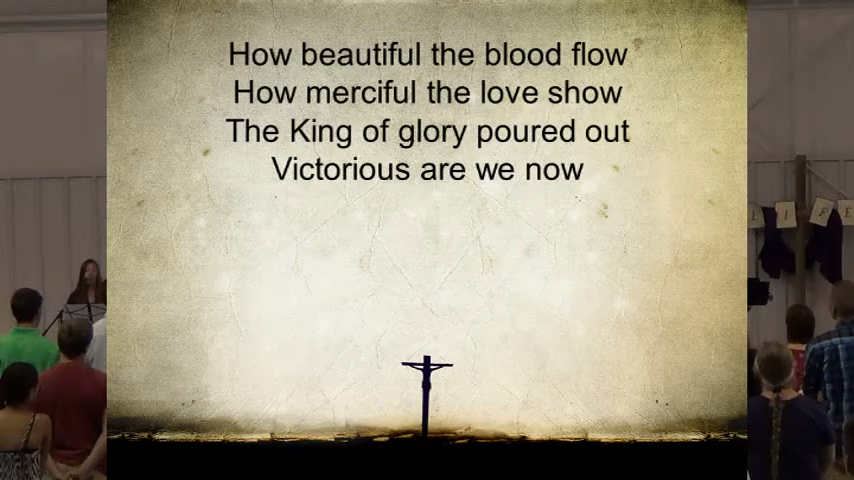 How beautiful the blood flow
How merciful the love show
The King of glory poured out
Victorious are we now
I F E